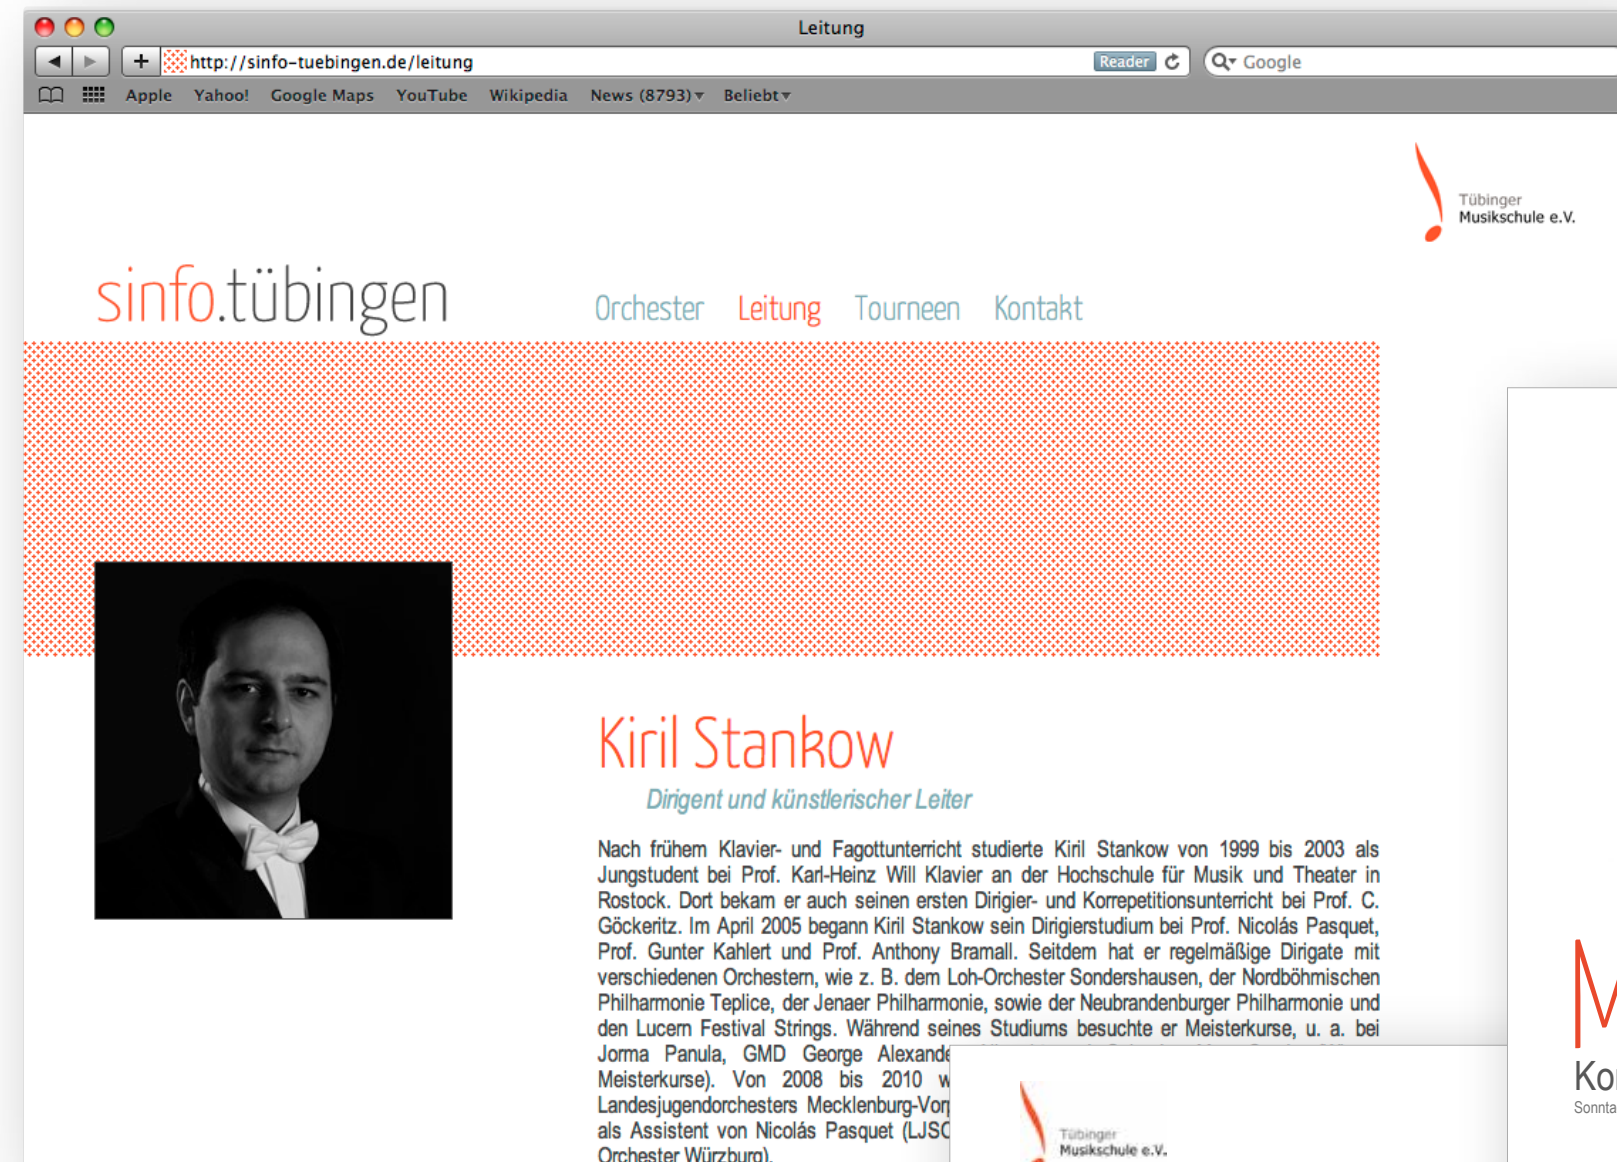 Leitung
http://sinfo-tuebingen.de/leitung
Reader
Google
Apple Yahoo! Google Maps YouTube Wikipedia News (8793) Beliebt
Tübinger
Musikschule e.V.
sinfo.tübingen
Orchester Leitung Tourneen Kontakt
Kiril Stankow
Dirigent und künstlerischer Leiter
Nach frühem Klavier- und Fagottunterricht studierte Kiril Stankow von 1999 bis 2003 als
Jungstudent bei Prof. Karl-Heinz Will Klavier an der Hochschule für Musik und Theater in
Rostock. Dort bekam er auch seinen ersten Dirigier- und Korrepetitionsunterricht bei Prof. C.
Göckeritz. Im April 2005 begann Kiril Stankow sein Dirigierstudium bei Prof. Nicolás Pasquet,
Prof. Gunter Kahlert und Prof. Anthony Bramall. Seitdem hat er regelmäßige Dirigate mit
verschiedenen Orchestern, wie z. B. dem Loh-Orchester Sondershausen, der Nordböhmischen
Philharmonie Teplice, der Jenaer Philharmonie, sowie der Neubrandenburger Philharmonie und
den Lucern Festival Strings. Während seines Studiums besuchte er Meisterkurse, u. a. bei
Jorma Panula, GMD George Alexande
Meisterkurse). Von 2008 bis 2010 w
Landesjugendorchesters Mecklenburg-Vorp
als Assistent von Nicolás Pasquet (LJSO
Orchester Würzburg).
Tübinger
Musikschule e.V.
M
Kon
Sonnta